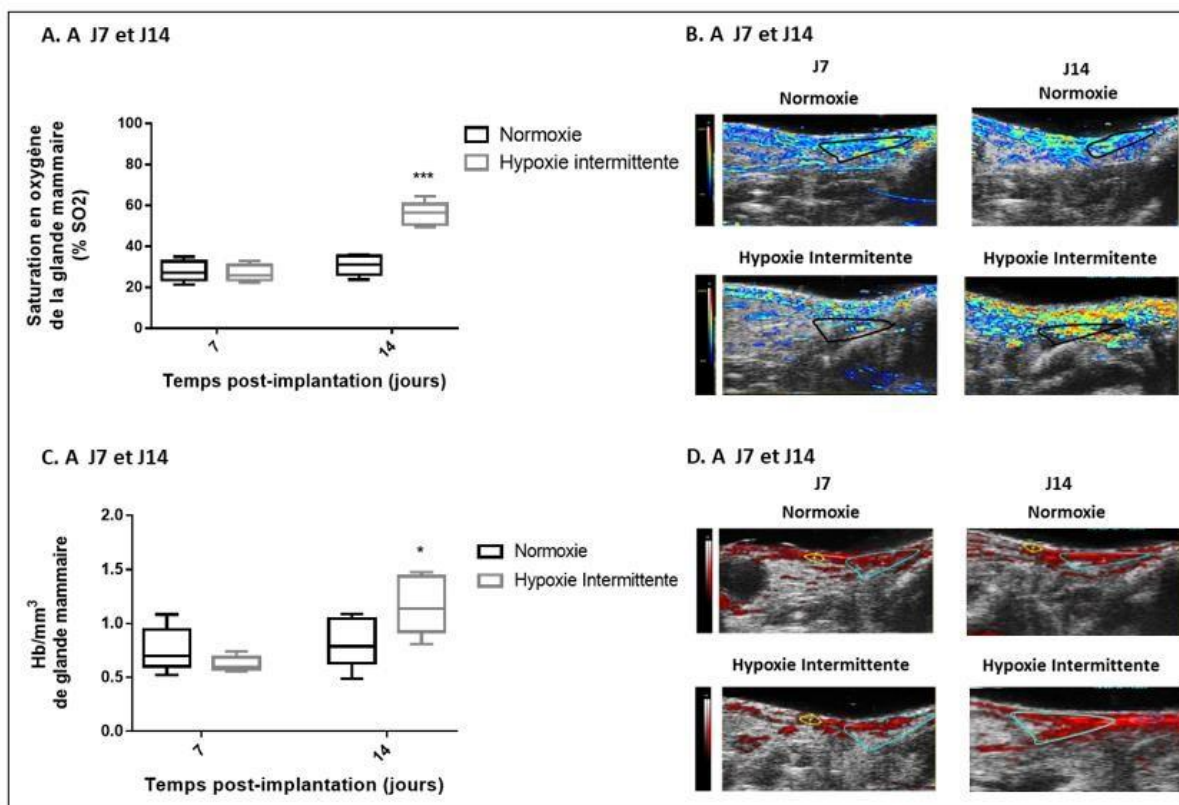 A. A J7 et J14
Saturation en oxygène
de la glande mammaire
(% SO2)
100
80
60
40
20
0
***
7
14
Temps post-implantation (jours)
Normoxie
Hypoxie intermittente
B. A J7 et J14
J7
Normoxie
J14
Normoxie
Hypoxie Intermitente
Hypoxie Intermitente
C. A J7 et J14
Hb/mm³
de glande mammaire
2.0
1.5
1.0
0.5
0.0
*
7
14
Temps post-implantation (jours)
Normoxie
Hypoxie Intermittente
D. A J7 et J14
J7
Normoxie
J14
Normoxie
Hypoxie Intermittente
Hypoxie Intermittente